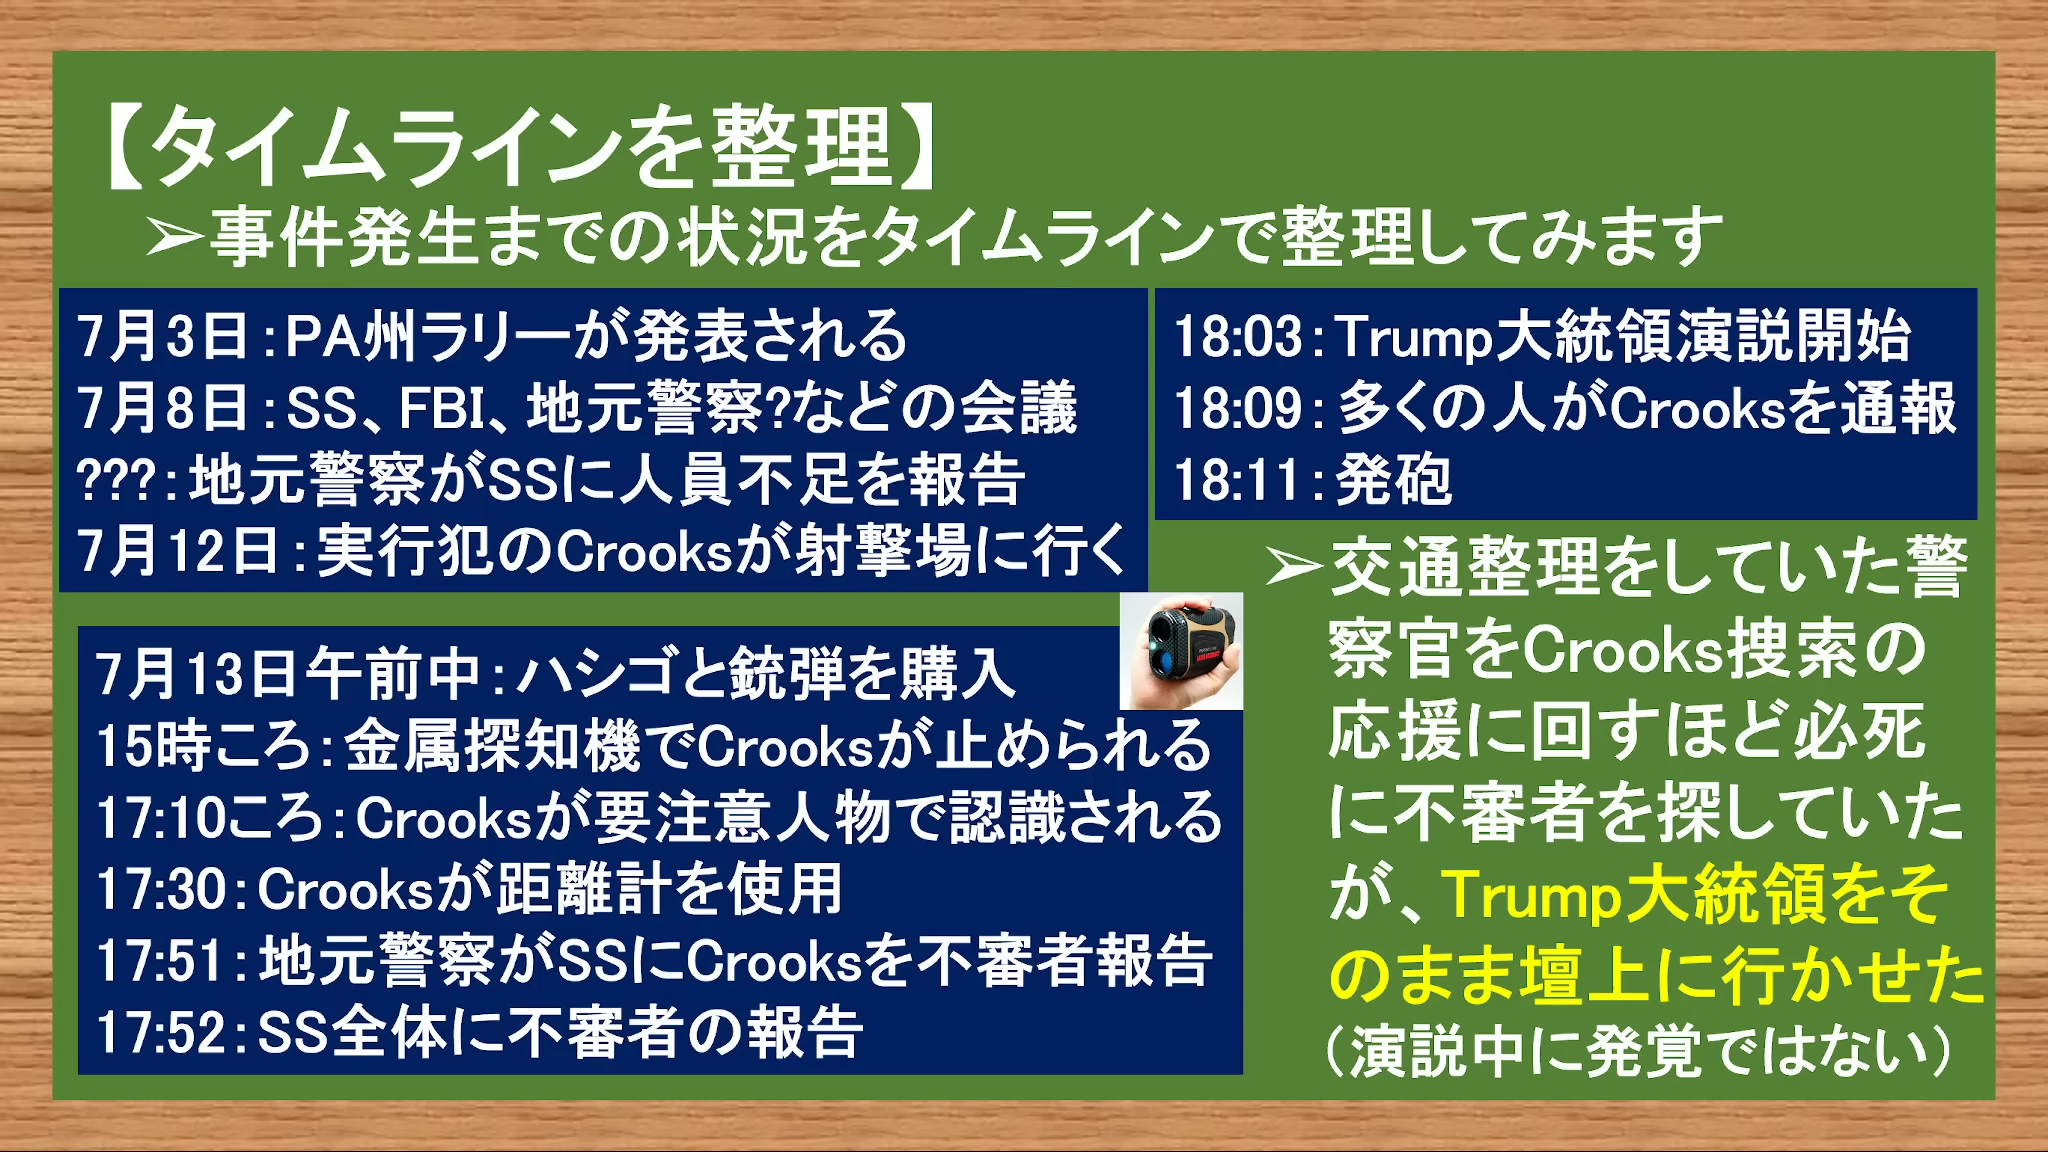 【タイムラインを整理】
➢事件発生までの状況をタイムラインで整理してみます
7月3日：PA州ラリーが発表される
7月8日：SS、FBI、地元警察?などの会議
???：地元警察がSSに人員不足を報告
7月12日：実行犯のCrooksが射撃場に行く
7月13日午前中：ハシゴと銃弾を購入
15時ころ：金属探知機でCrooksが止められる
17:10ころ：Crooksが要注意人物で認識される
17:30：Crooksが距離計を使用
17:51：地元警察がSSにCrooksを不審者報告
17:52：SS全体に不審者の報告
18:03：Trump大統領演説開始
18:09：多くの人がCrooksを通報
18:11：発砲
➢交通整理をしていた警
察官をCrooks捜索の
応援に回すほど必死
に不審者を探していた
が、Trump大統領をそ
のまま壇上に行かせた
（演説中に発覚ではない）